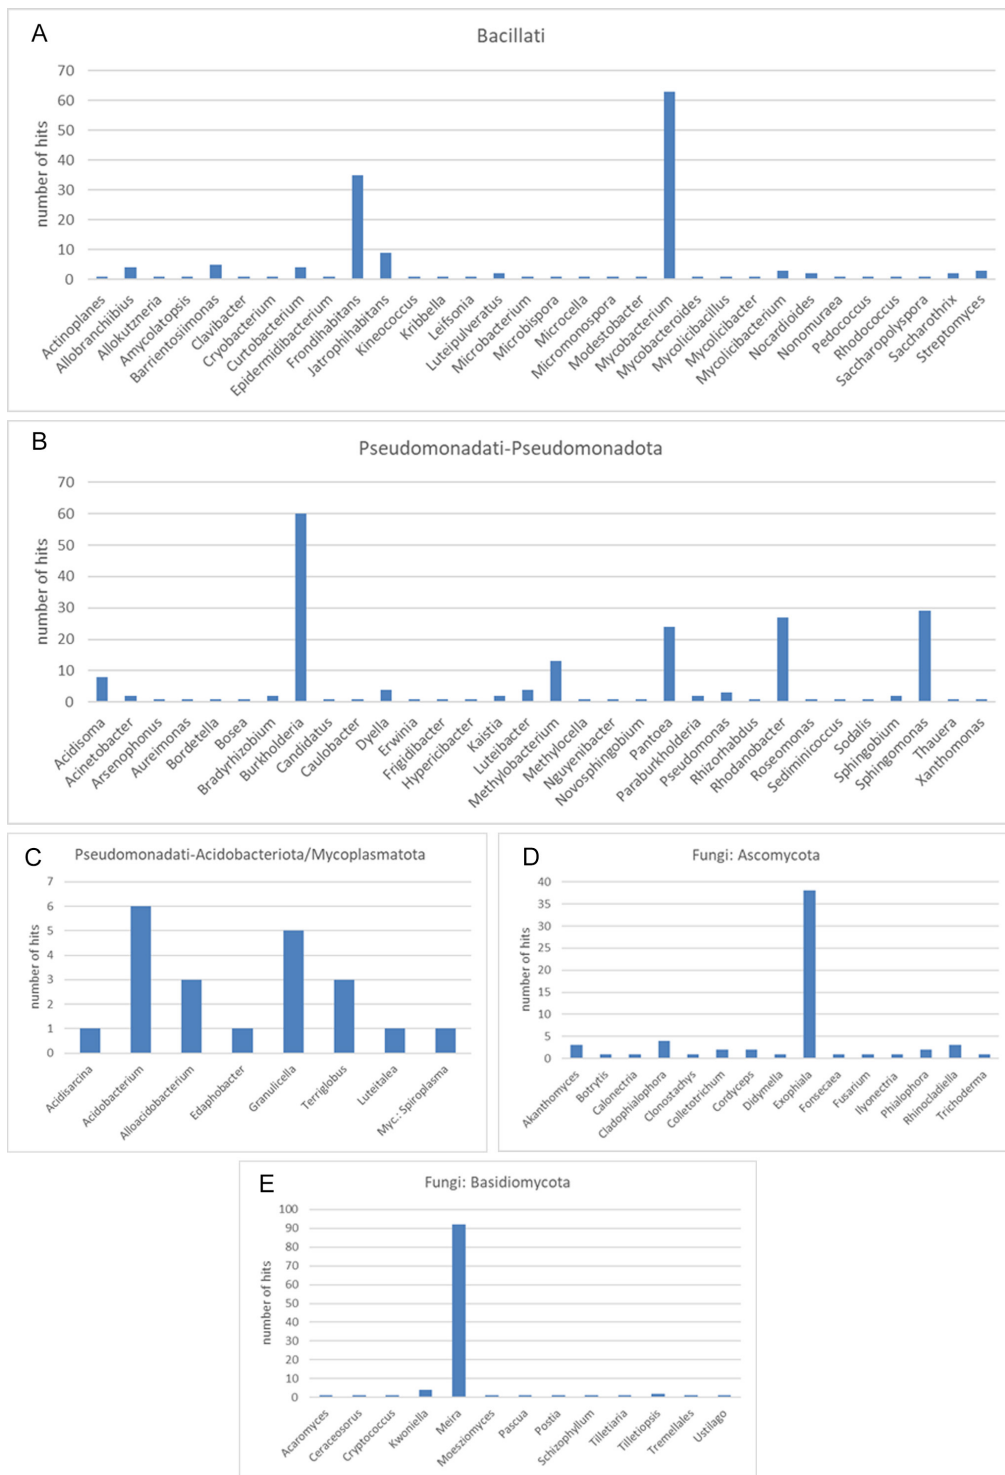 A
Bacillati
number of hits
70
60
50
40
30
20
10
0
Actinoplanes
Allobranchiibius
Allokutzneria
Amycolatopsis
Barrientosiimonas
Clavibacter
Cryobacterium
Curtobacterium
Epidermidibacterium
Frondihabitans
Jatrophihabitans
Kineococcus
Kribbella
Leifsonia
Luteipulveratus
Microbacterium
Microbispora
Microcella
Micromonospora
Modestobacter
Mycobacterium
Mycobacteroides
Mycolicibacillus
Mycolicibacter
Mycolicibacterium
Nocardioides
Nonomuraea
Pedococcus
Rhodococcus
Saccharopolyspora
Saccharothrix
Streptomyces
B
Pseudomonadati-Pseudomonadota
number of hits
70
60
50
40
30
20
10
0
Acidisoma
Acinetobacter
Arsenophonus
Aureimonas
Bordetella
Bosea
Bradyrhizobium
Burkholderia
Candidatus
Caulobacter
Dyella
Erwinia
Frigidibacter
Hypericibacter
Kaistia
Luteibacter
Methylobacterium
Methylocella
Nguyenibacter
Novosphingobium
Pantoea
Paraburkholderia
Pseudomonas
Rhizorhabdus
Rhodanobacter
Roseomonas
Sediminicoccus
Sodalis
Sphingobium
Sphingomonas
Thauera
Xanthomonas
C
Pseudomonadati-Acidobacteriota/Mycoplasmatota
number of hits
7
6
5
4
3
2
1
0
Acidisarcina
Acidobacterium
Alloacidobacterium
Edaphobacter
Granulicella
Terriglobus
Luteitalea
Myc.: Spiroplasma
D
Fungi: Ascomycota
number of hits
40
35
30
25
20
15
10
5
0
Akanthomyces
Botrytis
Calonectria
Cladophialophora
Clonostachys
Colletotrichum
Cordyceps
Didymella
Exophiala
Fonsecaea
Fusarium
Ilyonectria
Phialophora
Rhinocladiella
Trichoderma
E
Fungi: Basidiomycota
number of hits
100
90
80
70
60
50
40
30
20
10
0
Acaromyces
Ceraceosorus
Cryptococcus
Kwoniella
Meira
Moesziomyces
Pascua
Postia
Schizophyllum
Tilletiaria
Tilletiopsis
Tremellales
Ustilago